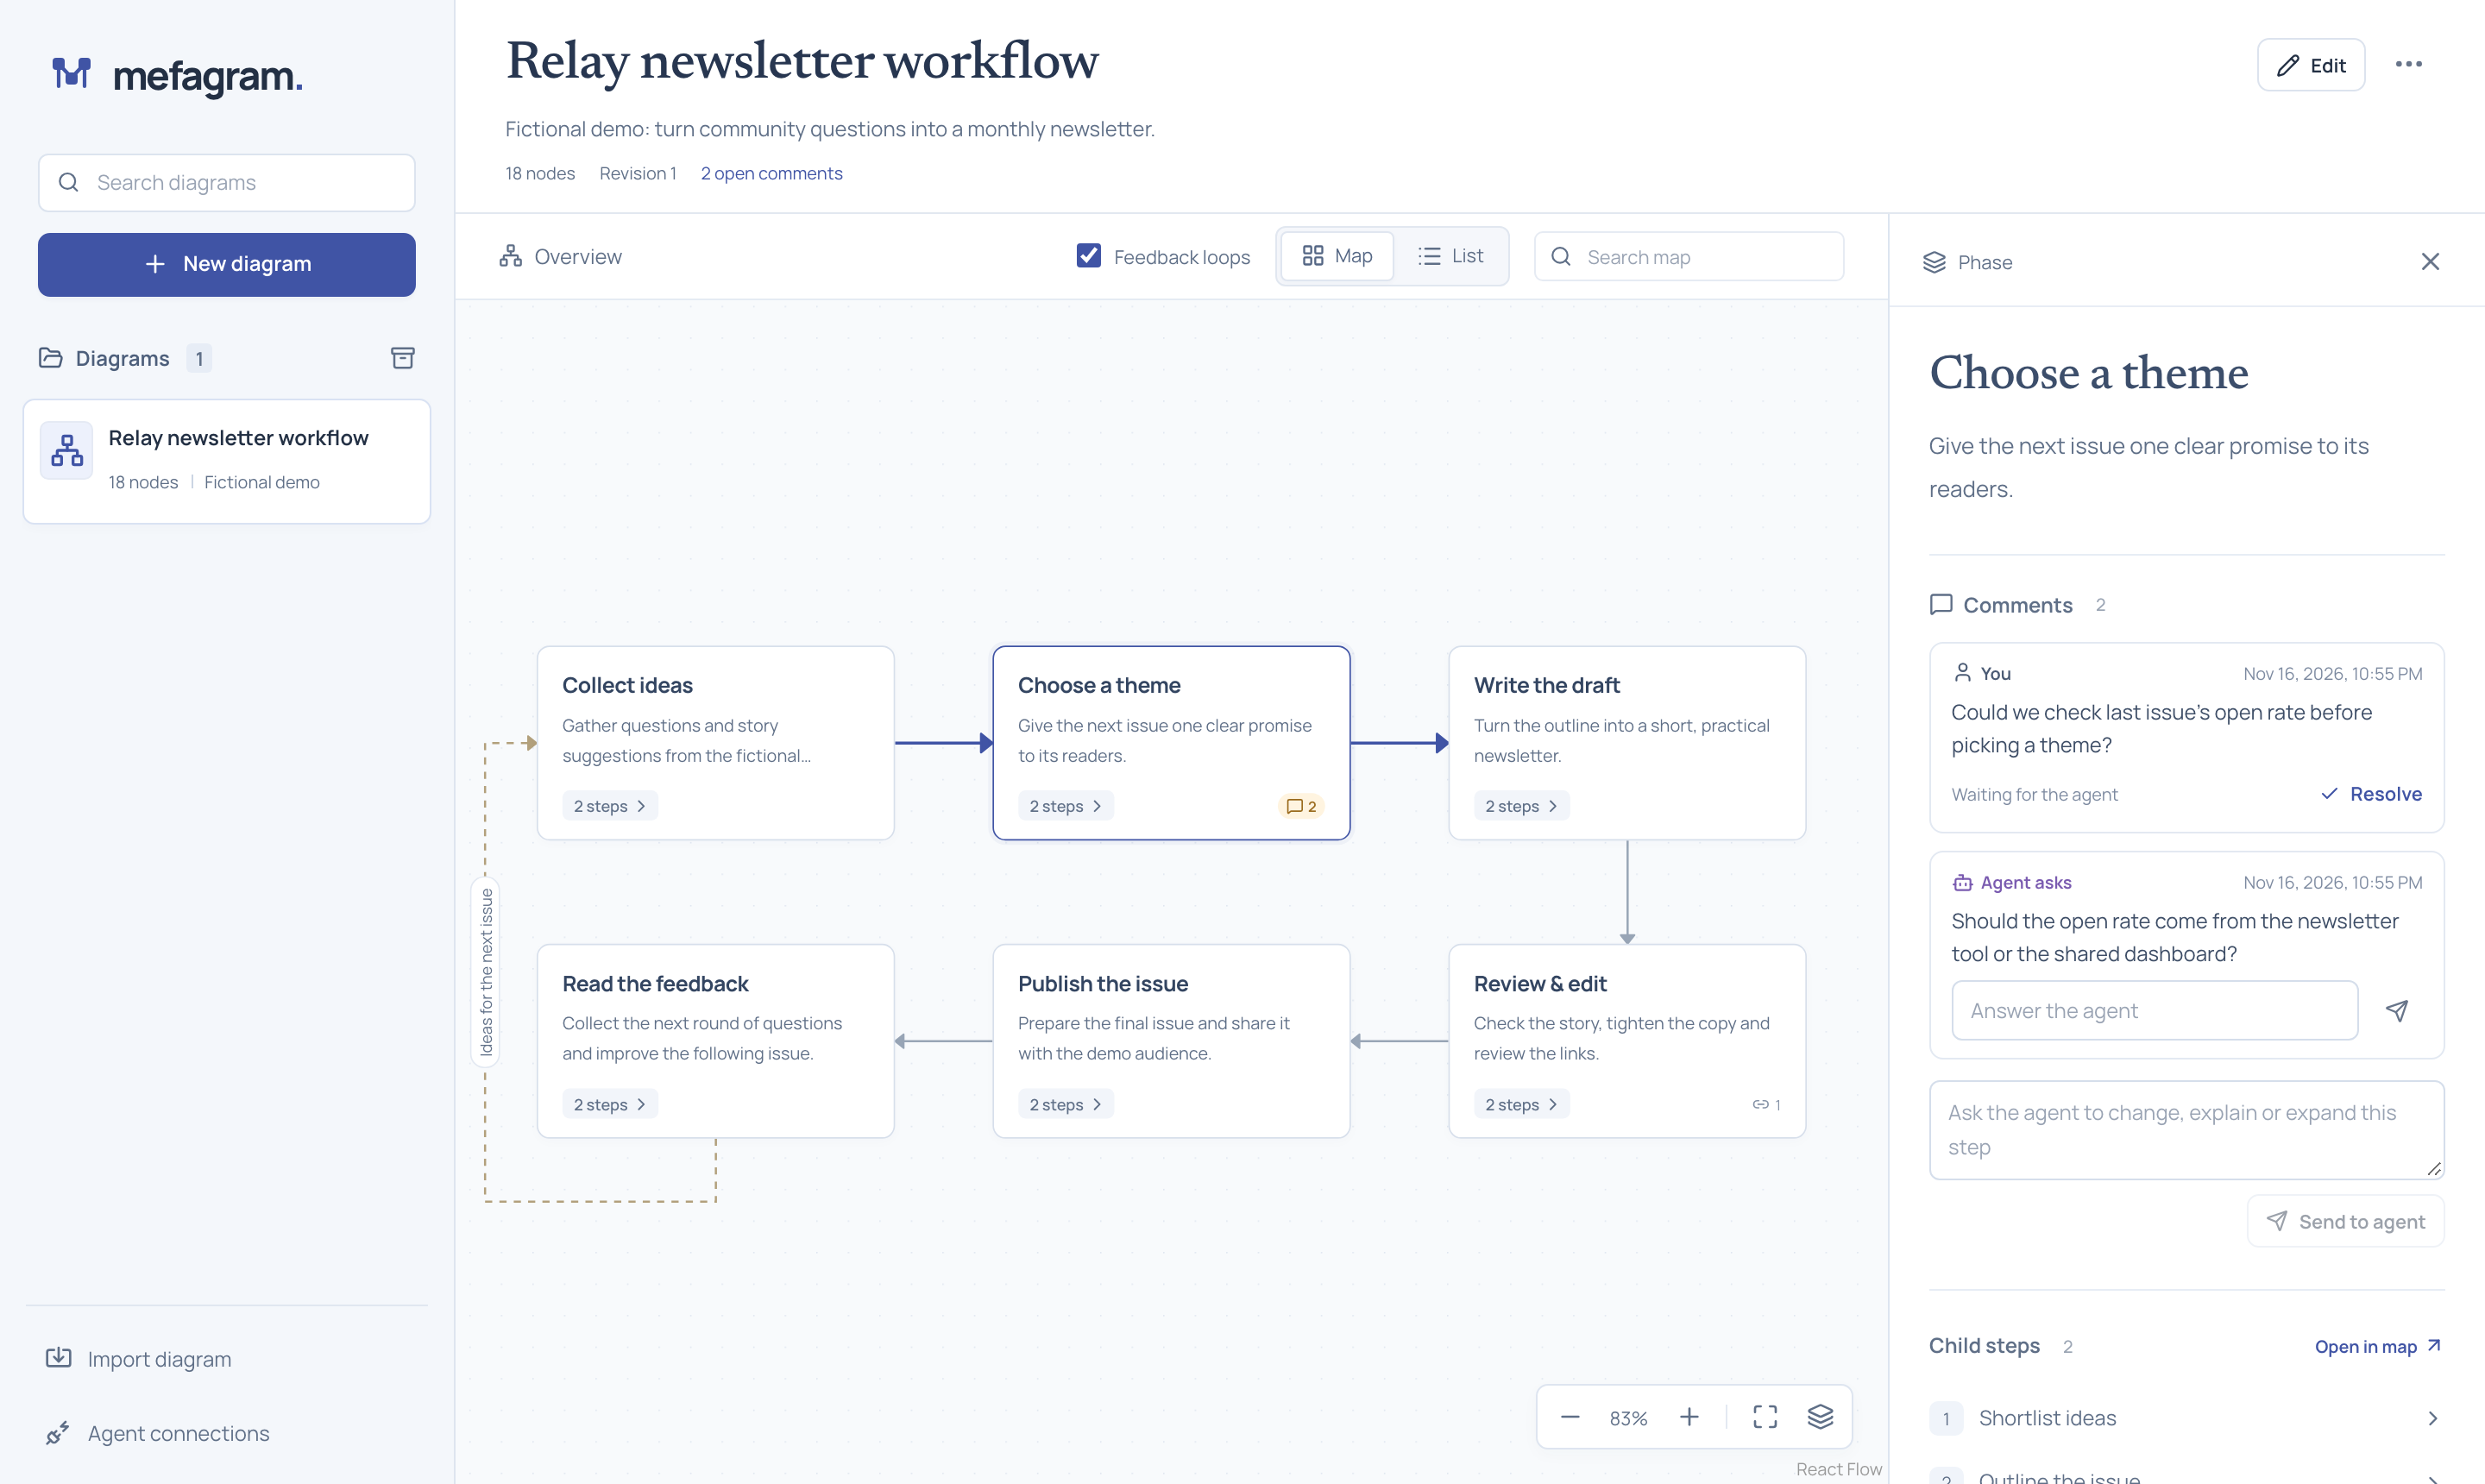 mefagram.
Search diagrams
New diagram
Diagrams 1
Relay newsletter workflow
18 nodes Fictional demo
Import diagram
Agent connections
Relay newsletter workflow
Fictional demo: turn community questions into a monthly newsletter.
18 nodes Revision 1 2 open comments
Edit
Overview
Feedback loops
Map
List
Search map
Collect ideas
Gather questions and story
suggestions from the fictional...
2 steps
Choose a theme
Give the next issue one clear promise
to its readers.
2 steps
2
Write the draft
Turn the outline into a short, practical
newsletter.
2 steps
Ideas for the next issue
Read the feedback
Collect the next round of questions
and improve the following issue.
2 steps
Publish the issue
Prepare the final issue and share it
with the demo audience.
2 steps
Review & edit
Check the story, tighten the copy and
review the links.
2 steps
1
83%
React Flow
Phase
Choose a theme
Give the next issue one clear promise to its
readers.
Comments 2
You Nov 16, 2026, 10:55 PM
Could we check last issue's open rate before
picking a theme?
Waiting for the agent
Resolve
Agent asks Nov 16, 2026, 10:55 PM
Should the open rate come from the newsletter
tool or the shared dashboard?
Answer the agent
Ask the agent to change, explain or expand this
step
Send to agent
Child steps 2
Open in map
1 Shortlist ideas
2 Outline the issue